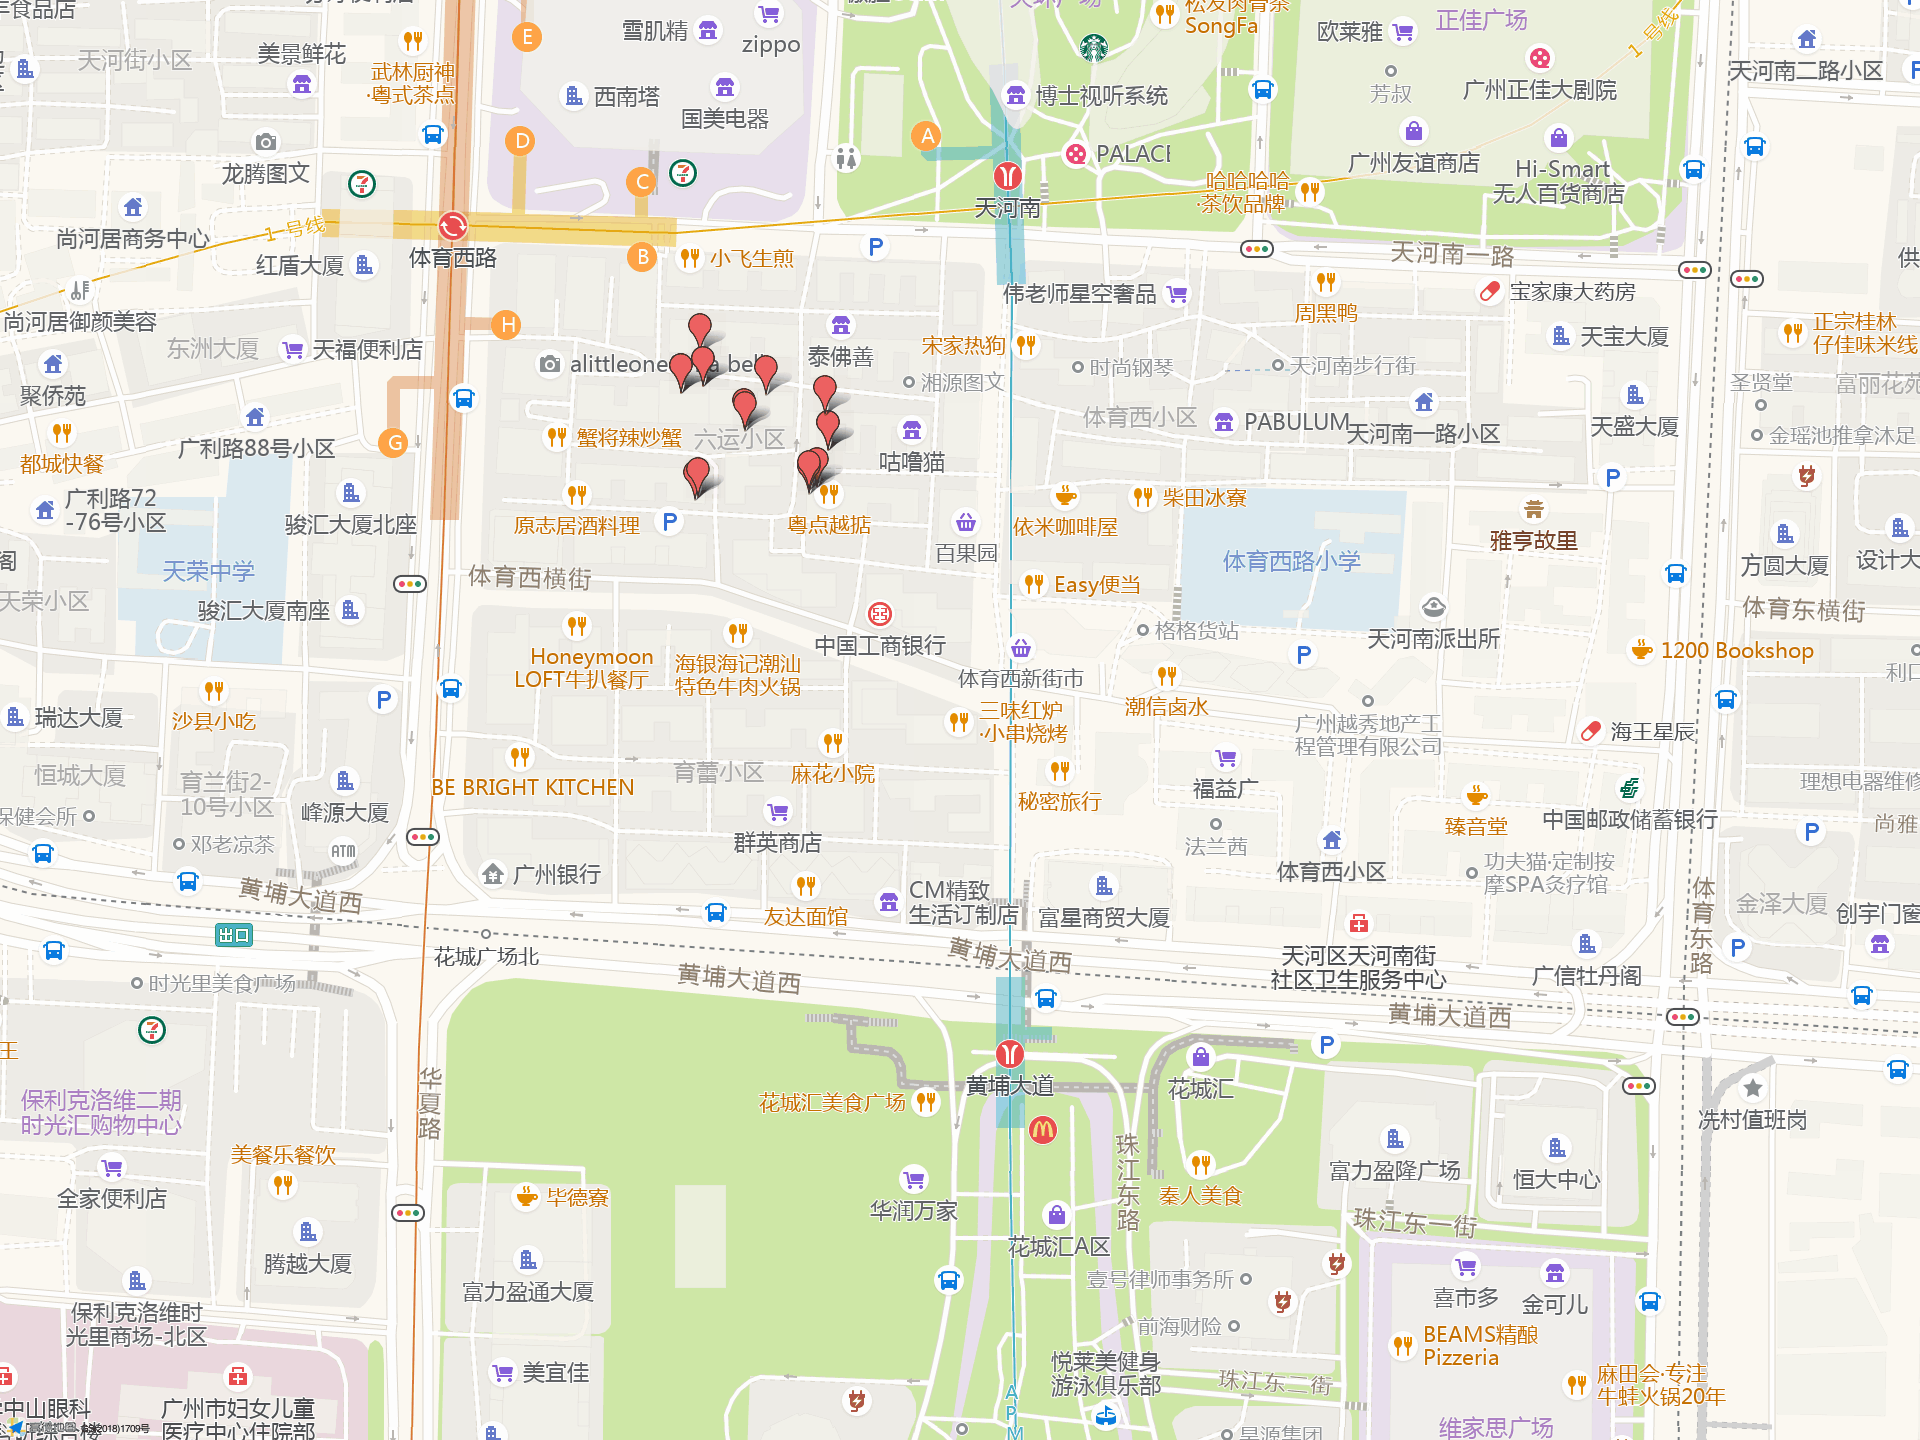 年食品店
美景鲜花
天河街小区
武林厨神
·粤式茶点
E
雪肌精
zippo
西南塔
国美电器
松发肉骨茶
SongFa
欧莱雅
正佳广场
1号线
芳叔
广州正佳大剧院
天河南二路小区
P
博士视听系统
A
D
C
B
PALACE
广州友谊商店
Hi-Smart
无人百货商店
哈哈哈哈
·茶饮品牌
龙腾图文
尚河居商务中心
1号线
红盾大厦
体育西路
天河南
小飞生煎
P
天河南一路
伟老师星空奢品
周黑鸭
宝家康大药房
天宝大厦
正宗桂林
仔佳味米线
尚河居御颜美容
东洲大厦
天福便利店
H
alittleone
a bell
泰佛善
宋家热狗
时尚钢琴
天河南步行街
湘源图文
圣贤堂
富丽花苑
聚侨苑
广利路88号小区
G
都城快餐
蟹将辣炒蟹
六运小区
咕噜猫
体育西小区
PABULUM
天河南一路小区
天盛大厦
金瑶池推拿沐足
广利路72
-76号小区
骏汇大厦北座
原志居酒料理
P
粤点越掂
百果园
依米咖啡屋
柴田冰寮
P
雅亨故里
方圆大厦
设计大
阁
天荣中学
天荣小区
骏汇大厦南座
体育西横街
Easy便当
体育西路小学
体育东横街
中国工商银行
格格货站
天河南派出所
P
1200 Bookshop
利口
Honeymoon
LOFT牛扒餐厅
海银海记潮汕
特色牛肉火锅
体育西新街市
潮信卤水
三味红炉
·小串烧烤
广州越秀地产工
程管理有限公司
海王星辰
瑞达大厦
沙县小吃
P
恒城大厦
育兰街2-
10号小区
峰源大厦
BE BRIGHT KITCHEN
育蕾小区
麻花小院
秘密旅行
福益广
理想电器维修
中国邮政储蓄银行
臻音堂
P
尚雅
保健会所
邓老凉茶
ATM
群英商店
法兰茜
体育西小区
功夫猫·定制按
摩SPA灸疗馆
广州银行
黄埔大道西
友达面馆
CM精致
生活订制店
富星商贸大厦
体育东路
金泽大厦
创宇门窗
出口
花城广场北
黄埔大道西
黄埔大道西
天河区天河南街
社区卫生服务中心
广信牡丹阁
P
时光里美食广场
黄埔大道西
P
王
保利克洛维二期
时光汇购物中心
华夏路
花城汇美食广场
黄埔大道
花城汇
冼村值班岗
美餐乐餐饮
全家便利店
毕德寮
华润万家
珠江东路
秦人美食
富力盈隆广场
恒大中心
珠江东一街
腾越大厦
花城汇A区
富力盈通大厦
壹号律师事务所
喜市多
金可儿
保利克洛维时
光里商场-北区
前海财险
BEAMS精酿
Pizzeria
美宜佳
悦莱美健身
游泳俱乐部
珠江东二街
麻田会·专注
牛蛙火锅20年
中山眼科
广州市妇女儿童
医疗中心住院部
APM
昊源集团
维家思广场